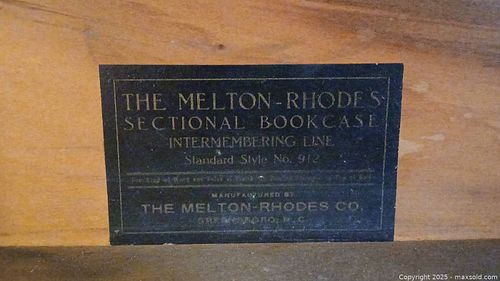 THE MELTON-RHODES
SECTIONAL BOOKCASE
INTERMEMBERING LINE
Standard Style No. 912
MANUFACTURED BY
THE MELTON-RHODES CO.
GREENSBORO, N. C.
Copyright 2025 - maxsold.com